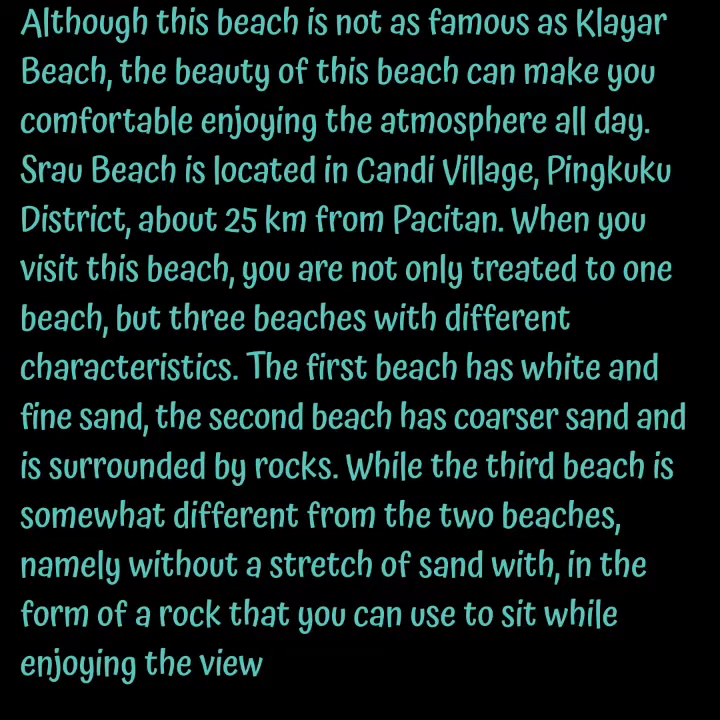 Although this beach is not as famous as Klayar
Beach, the beauty of this beach can make you
comfortable enjoying the atmosphere all day.
Srau Beach is located in Candi Village, Pingkuku
District, about 25 km from Pacitan. When you
visit this beach, you are not only treated to one
beach, but three beaches with different
characteristics. The first beach has white and
fine sand, the second beach has coarser sand and
is surrounded by rocks. While the third beach is
somewhat different from the two beaches,
namely without a stretch of sand with, in the
form of a rock that you can use to sit while
enjoying the view